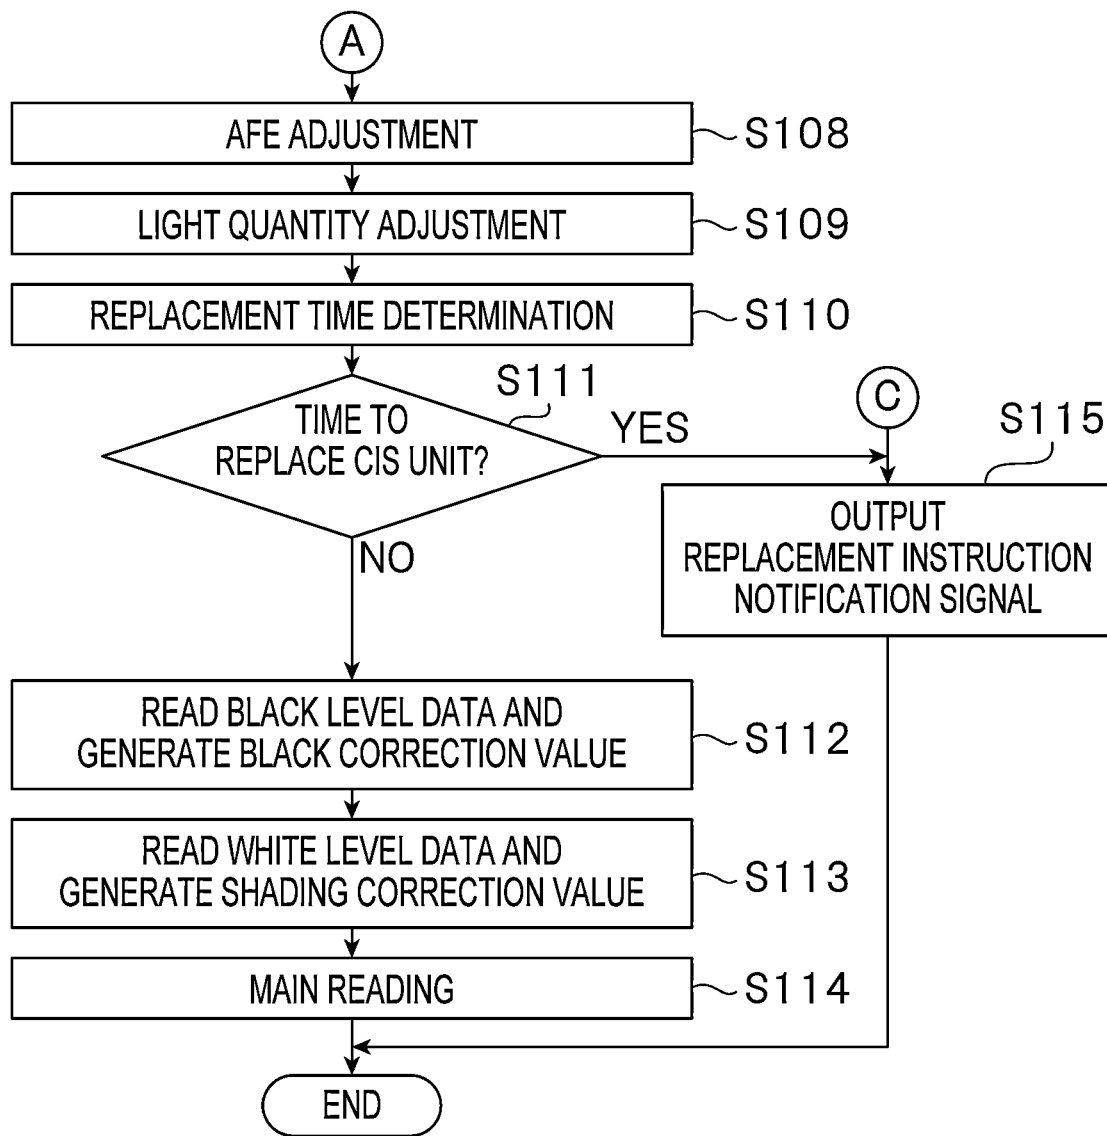 A
AFE ADJUSTMENT
S108
LIGHT QUANTITY ADJUSTMENT
S109
REPLACEMENT TIME DETERMINATION
S110
S111
TIME TO
REPLACE CIS UNIT?
YES
NO
C
S115
OUTPUT
REPLACEMENT INSTRUCTION
NOTIFICATION SIGNAL
READ BLACK LEVEL DATA AND
GENERATE BLACK CORRECTION VALUE
S112
READ WHITE LEVEL DATA AND
GENERATE SHADING CORRECTION VALUE
S113
MAIN READING
S114
END